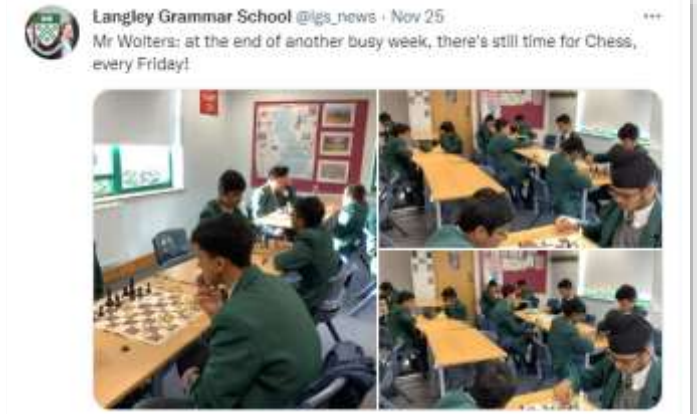 Langley Grammar School @lgs_news · Nov 25
Mr Wolters: at the end of another busy week, there's still time for Chess,
every Friday!